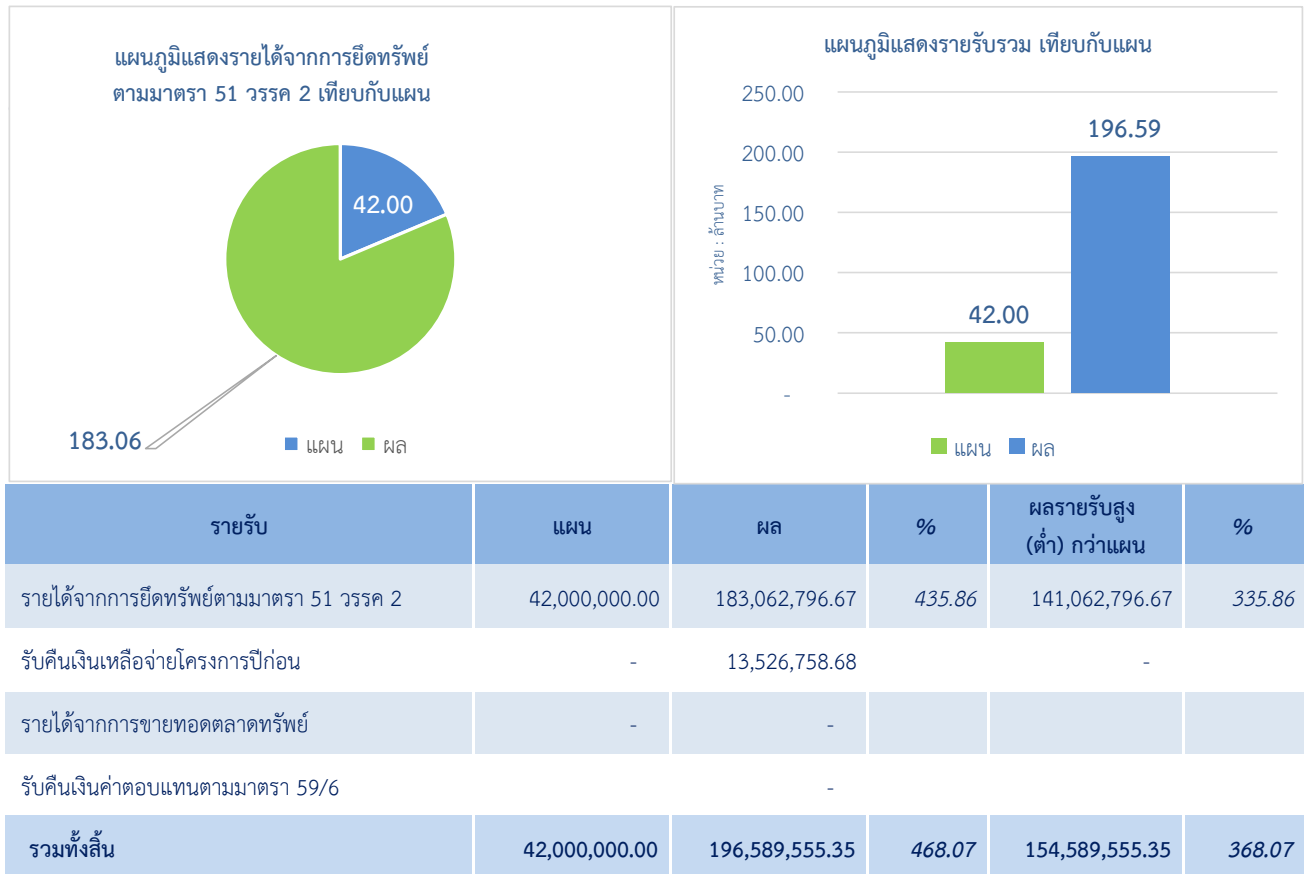 แผนภูมิแสดงรายได้จากการยึดทรัพย์
ตามมาตรา 51 วรรค 2 เทียบกับแผน
42.00
183.06
แผน ผล
แผนภูมิแสดงรายรับรวม เทียบกับแผน
หน่วย : ล้านบาท
250.00
200.00
150.00
100.00
50.00
-
42.00
196.59
แผน ผล
รายรับ แผน ผล % ผลรายรับสูง (ต่ำ) กว่าแผน %
รายได้จากการยึดทรัพย์ตามมาตรา 51 วรรค 2 42,000,000.00 183,062,796.67 435.86 141,062,796.67 335.86
รับคืนเงินเหลือจ่ายโครงการปีก่อน - 13,526,758.68 -
รายได้จากการขายทอดตลาดทรัพย์ - -
รับคืนเงินค่าตอบแทนตามมาตรา 59/6 -
รวมทั้งสิ้น 42,000,000.00 196,589,555.35 468.07 154,589,555.35 368.07